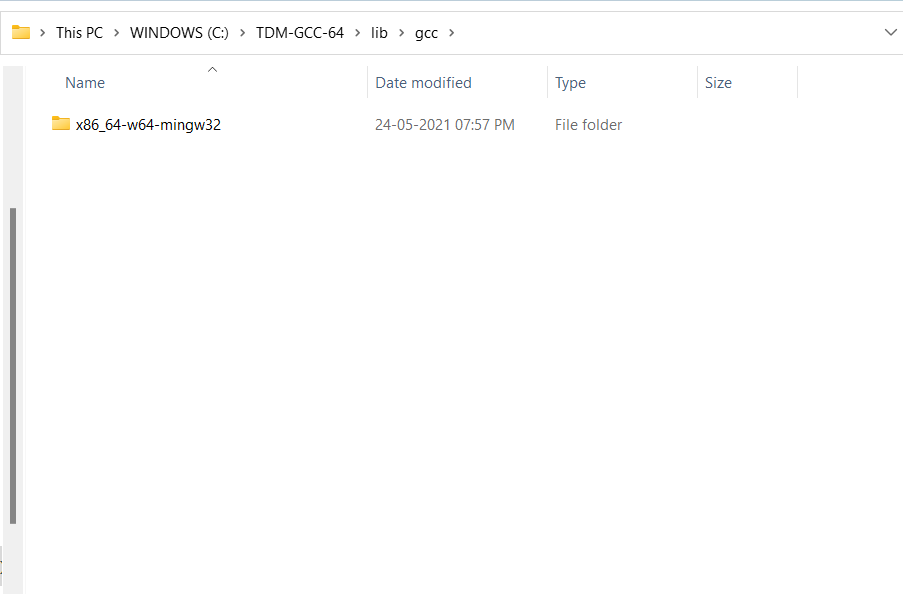 This PC > WINDOWS (C:) > TDM-GCC-64 > lib > gcc >
Name Date modified Type Size
x86_64-w64-mingw32 24-05-2021 07:57 PM File folder